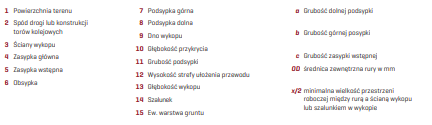 1 Powierzchnia terenu
2 Spód drogi lub konstrukcji
torów kolejowych
3 Ściany wykopu
4 Zasypka główna
5 Zasypka wstępna
6 Obsypka
7 Podsypka górna
8 Podsypka dolna
9 Dno wykopu
10 Głębokość przykrycia
11 Grubość podsypki
12 Wysokość strefy ułożenia przewodu
13 Głębokość wykopu
14 Szalunek
15 Ew. warstwa gruntu
a Grubość dolnej podsypki
b Grubość górnej posypki
c Grubość zasypki wstępnej
OD średnica zewnętrzna rury w mm
x/2 minimalna wielkość przestrzeni
roboczej między rurą a ścianą wykopu
lub szalunkiem w wykopie